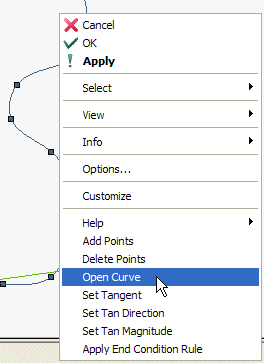 Cancel
OK
Apply
Select
View
Info
Options...
Customize
Help
Add Points
Delete Points
Open Curve
Set Tangent
Set Tan Direction
Set Tan Magnitude
Apply End Condition Rule